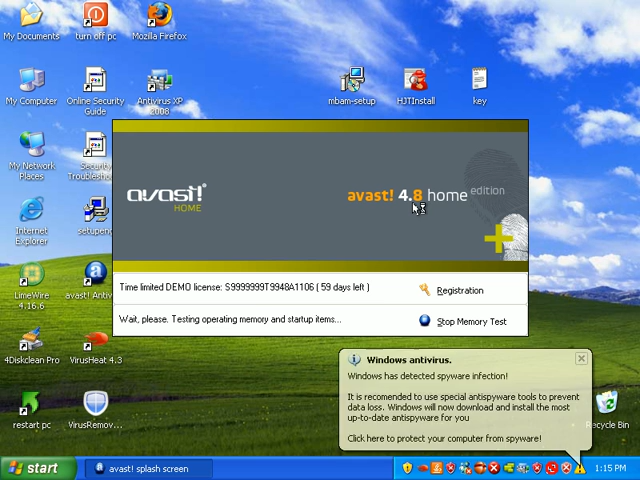 My Documents
turn off pc
Mozilla Firefox
My Computer
Online Security
Guide
Antivirus XP
2008
mbam-setup
HJTInstall
key
My Network
Places
Security
Troubleshoo...
Internet
Explorer
setupeng
LimeWire
4.16.6
avast! Antiv
4Diskclean Pro
VirusHeat 4.3
restart pc
VirusRemov...
Recycle Bin
avast!
HOME
avast! 4.8 home edition
Time limited DEMO license: S9999999T9948A1106 ( 59 days left )
Registration
Wait, please. Testing operating memory and startup items...
Stop Memory Test
Windows antivirus.
Windows has detected spyware infection!
It is recomended to use special antispyware tools to prevent
data loss. Windows will now download and install the most
up-to-date antispyware for you
Click here to protect your computer from spyware!
start
avast! splash screen
1:15 PM